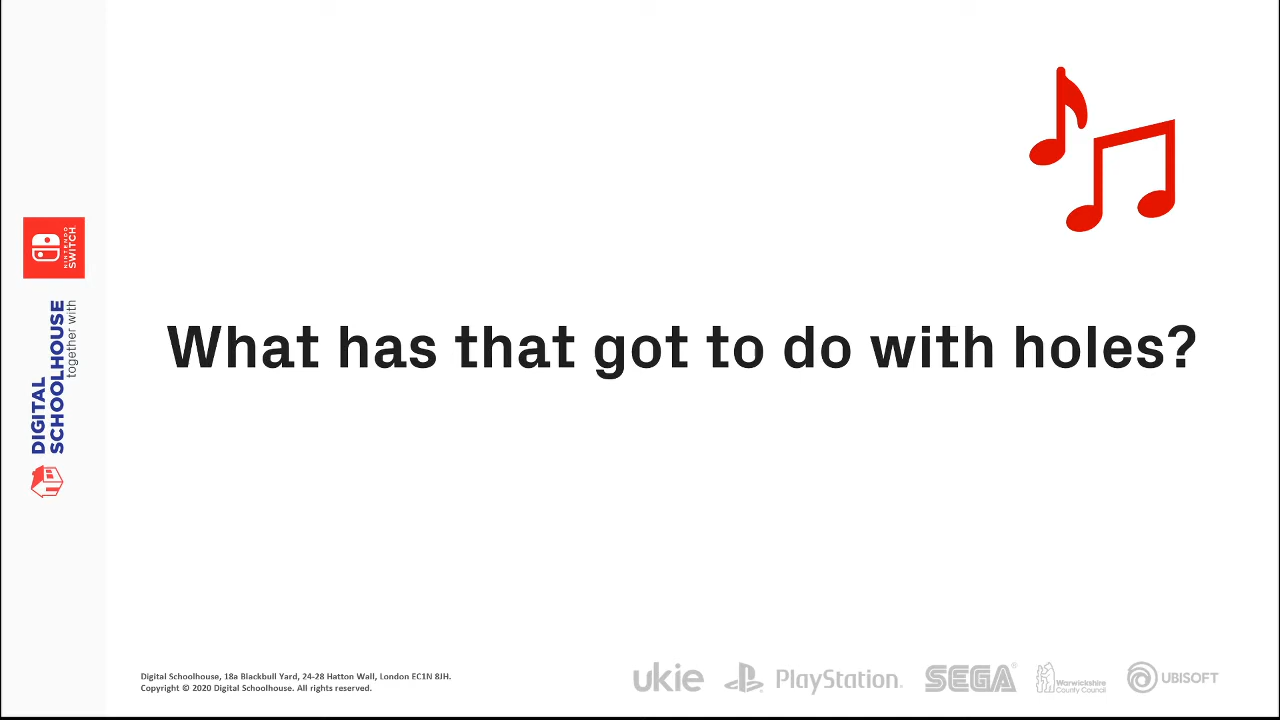 What has that got to do with holes?
NINTENDO
SWITCH
DIGITAL
SCHOOLHOUSE
together with
Digital Schoolhouse, 18a Blackbull Yard, 24-28 Hatton Wall, London EC1N 8JH.
Copyright © 2020 Digital Schoolhouse. All rights reserved.
ukie
PlayStation.
SEGA®
Warwickshire
County Council
UBISOFT